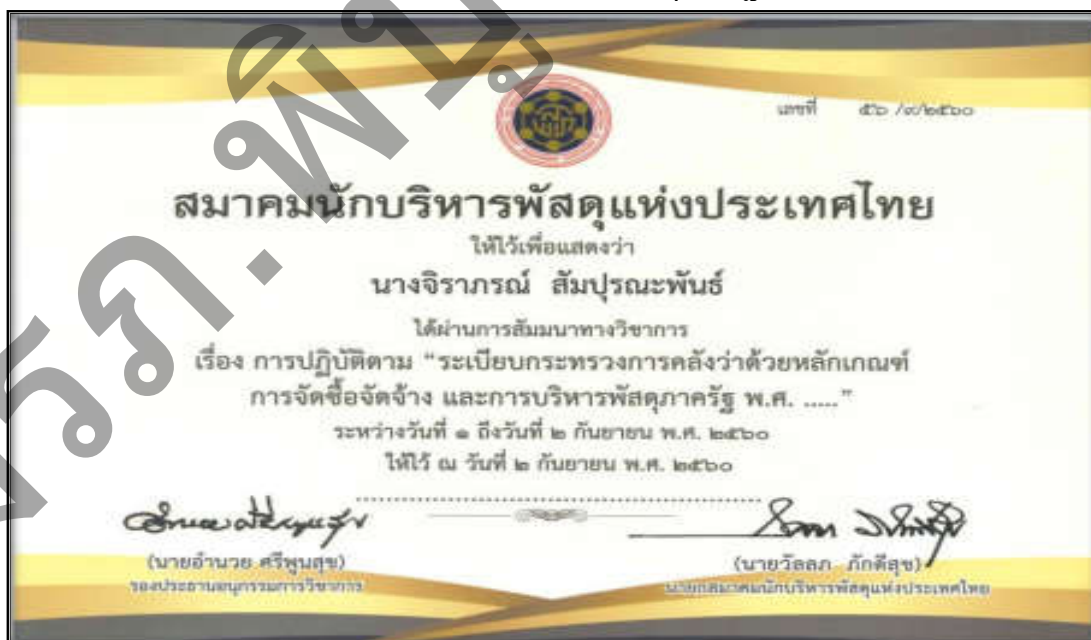 เลขที่ ๕๖ /๙/๒๕๖๐
สมาคมนักบริหารพัสดุแห่งประเทศไทย
ให้ไว้เพื่อแสดงว่า
นางจิราภรณ์ สัมปุรณะพันธ์
ได้ผ่านการสัมมนาทางวิชาการ
เรื่อง การปฏิบัติตาม “ระเบียบกระทรวงการคลังว่าด้วยหลักเกณฑ์
การจัดซื้อจัดจ้าง และการบริหารพัสดุภาครัฐ พ.ศ. .....”
ระหว่างวันที่ ๑ ถึงวันที่ ๒ กันยายน พ.ศ. ๒๕๖๐
ให้ไว้ ณ วันที่ ๒ กันยายน พ.ศ. ๒๕๖๐
(นายอำนวย ศรีพูนสุข)
รองประธานอนุกรรมการวิชาการ
(นายวัลลภ ภักดีสุข)
นายกสมาคมนักบริหารพัสดุแห่งประเทศไทย